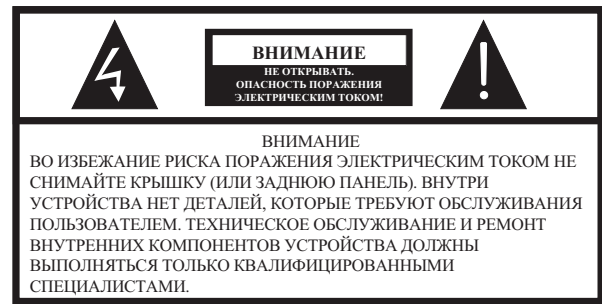 ВНИМАНИЕ
НЕ ОТКРЫВАТЬ.
ОПАСНОСТЬ ПОРАЖЕНИЯ
ЭЛЕКТРИЧЕСКИМ ТОКОМ!
ВНИМАНИЕ
ВО ИЗБЕЖАНИЕ РИСКА ПОРАЖЕНИЯ ЭЛЕКТРИЧЕСКИМ ТОКОМ НЕ
СНИМАЙТЕ КРЫШКУ (ИЛИ ЗАДНЮЮ ПАНЕЛЬ). ВНУТРИ
УСТРОЙСТВА НЕТ ДЕТАЛЕЙ, КОТОРЫЕ ТРЕБУЮТ ОБСЛУЖИВАНИЯ
ПОЛЬЗОВАТЕЛЕМ. ТЕХНИЧЕСКОЕ ОБСЛУЖИВАНИЕ И РЕМОНТ
ВНУТРЕННИХ КОМПОНЕНТОВ УСТРОЙСТВА ДОЛЖНЫ
ВЫПОЛНЯТЬСЯ ТОЛЬКО КВАЛИФИЦИРОВАННЫМИ
СПЕЦИАЛИСТАМИ.